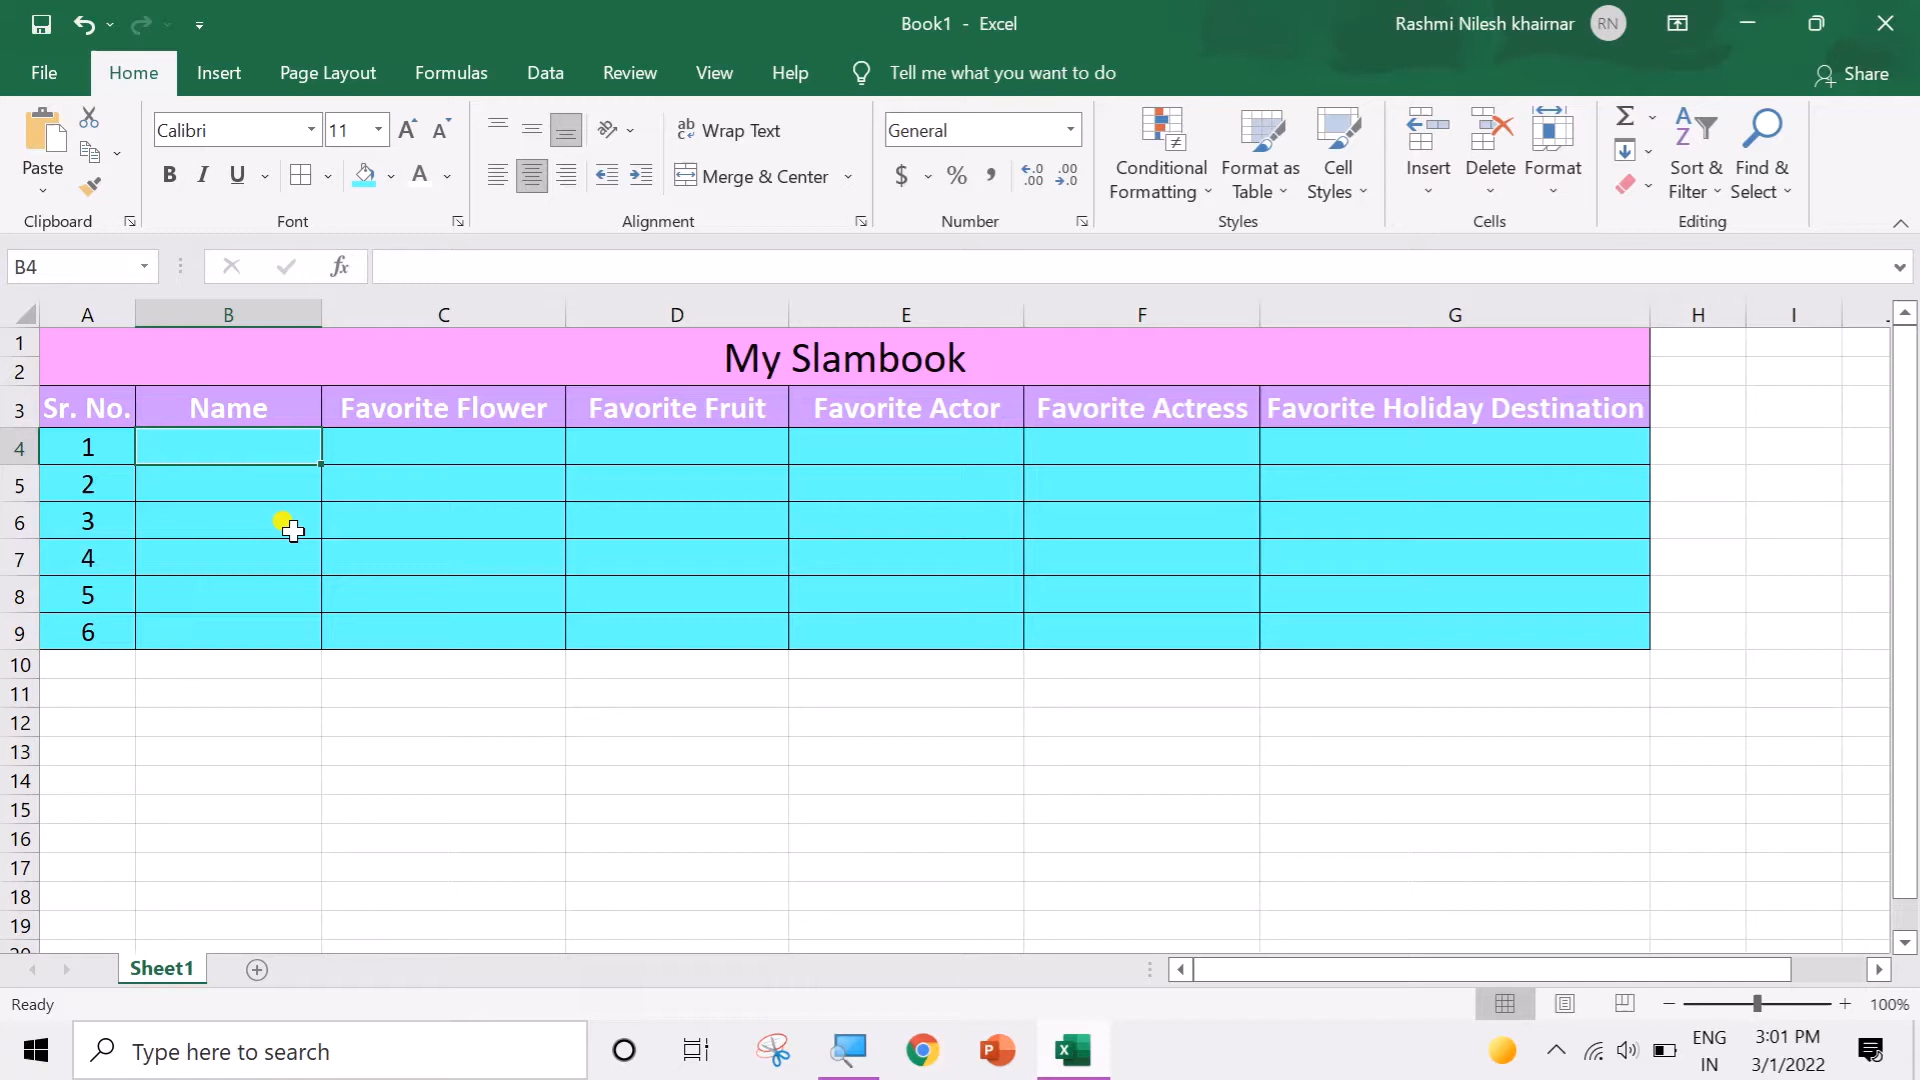 Book1 - Excel
Rashmi Nilesh khairnar
RN
File
Home
Insert
Page Layout
Formulas
Data
Review
View
Help
Tell me what you want to do
Share
Paste
Clipboard
Calibri
11
B I U
A
Font
Wrap Text
Merge & Center
Alignment
General
$ % ,
Number
Conditional
Formatting
Format as
Table
Cell
Styles
Styles
Insert
Delete
Format
Cells
Sort &
Filter
Find &
Select
Editing
B4
fx
A B C D E F G H I
1
My Slambook
2
3 Sr. No. Name Favorite Flower Favorite Fruit Favorite Actor Favorite Actress Favorite Holiday Destination
4 1
5 2
6 3
7 4
8 5
9 6
10
11
12
13
14
15
16
17
18
19
Sheet1
Ready
100%
Type here to search
ENG
IN
3:01 PM
3/1/2022